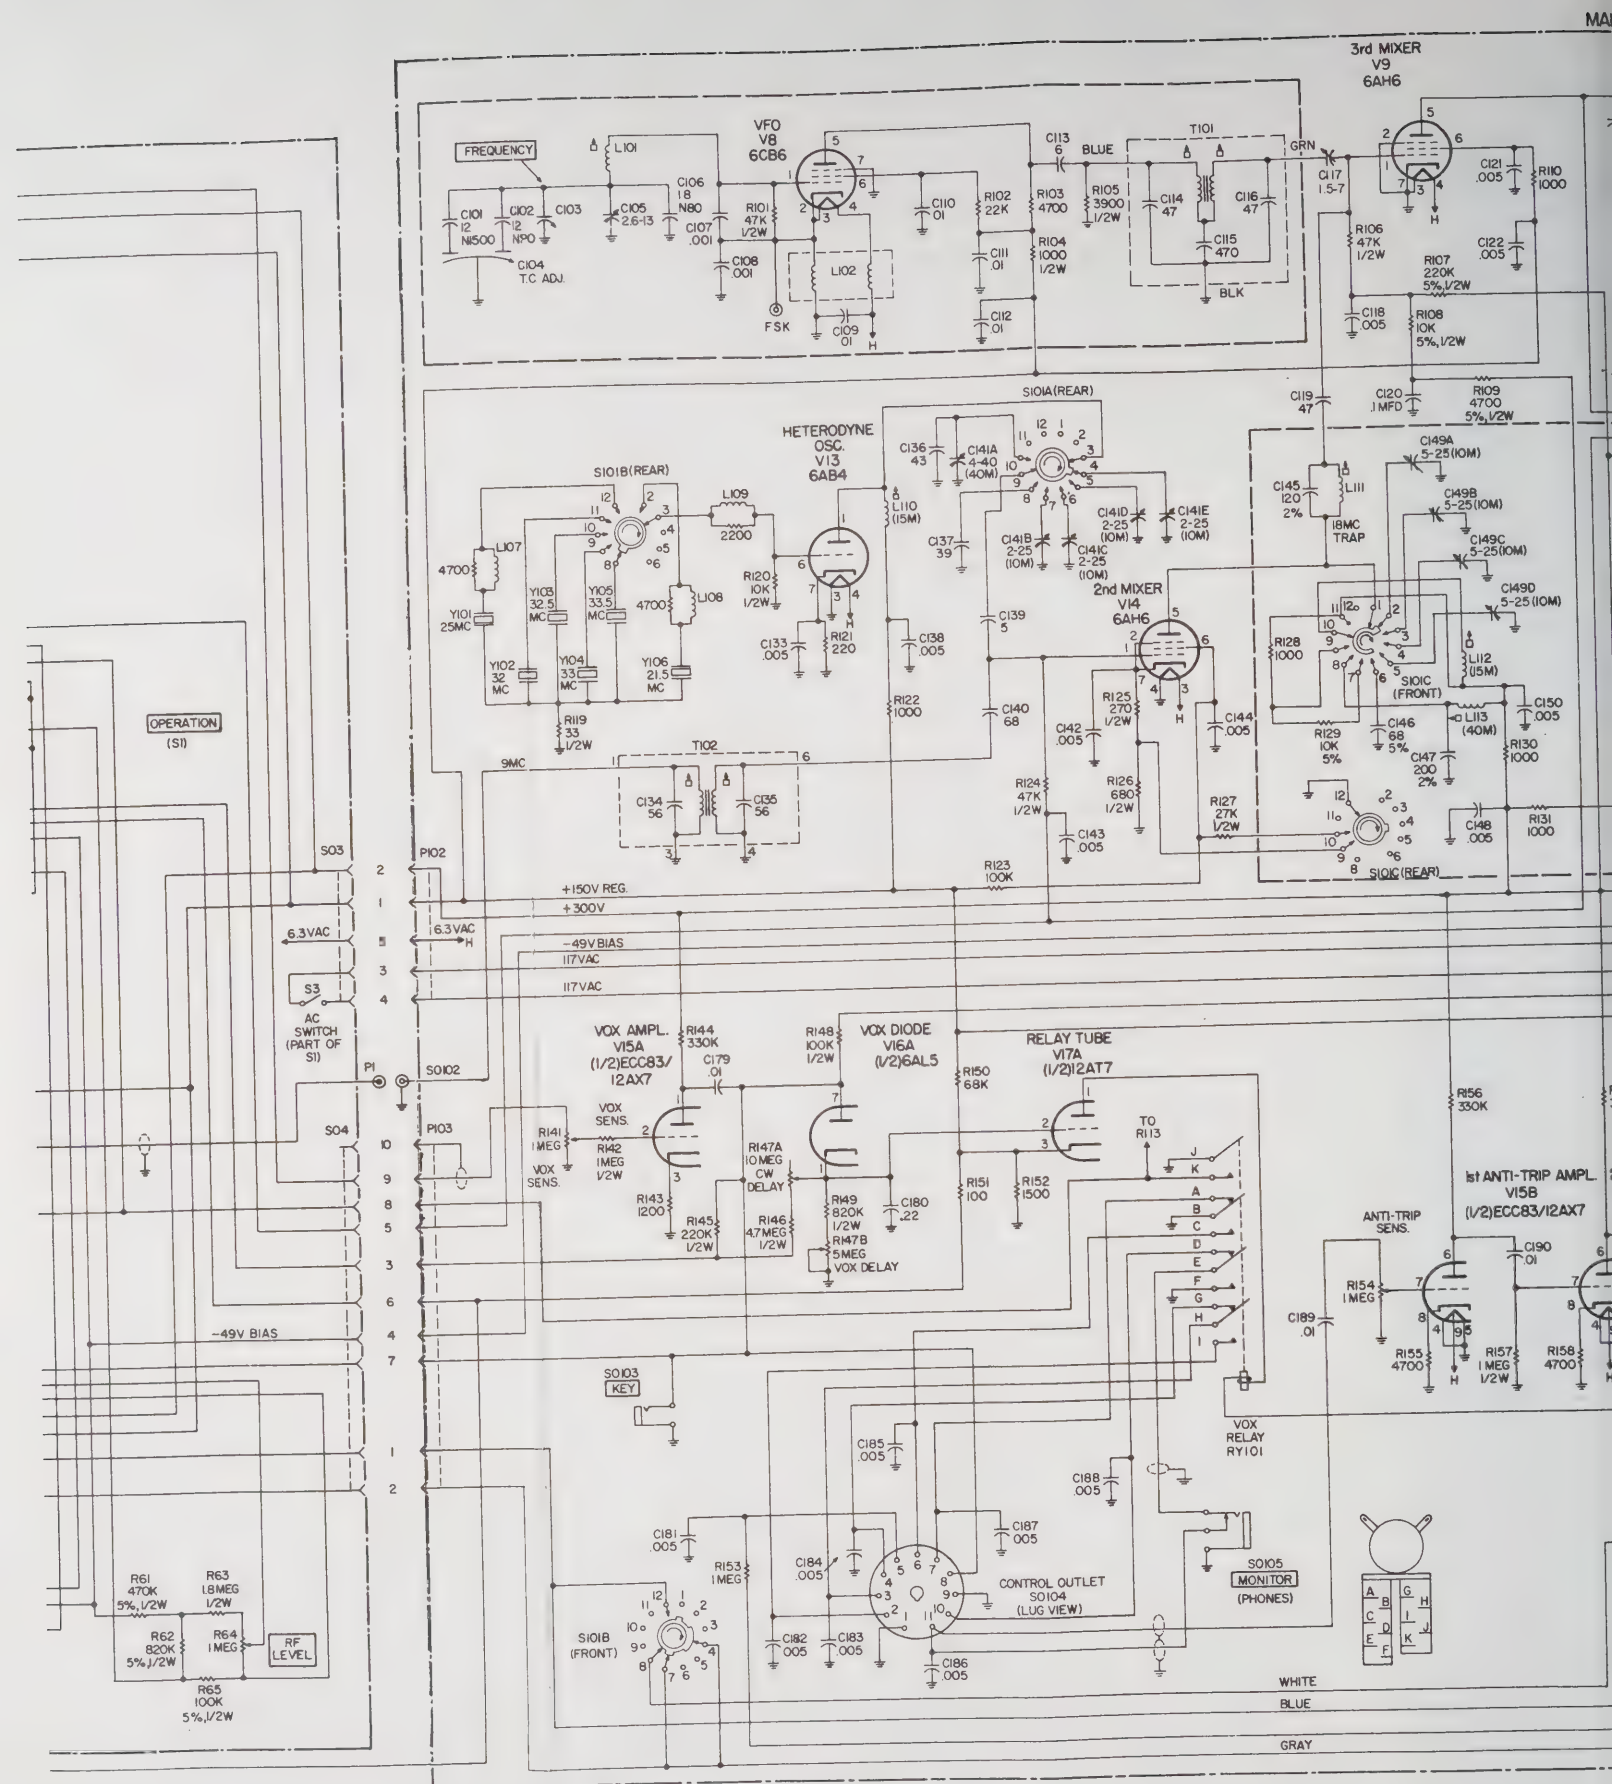 MAI
3rd MIXER
V9
6AH6
VFO
V8
6CB6
FREQUENCY
L101
C101
12
N1500
C102
12
NPO
C103
C104
T.C ADJ.
C105
2.6-13
C106
18
N80
C107
.001
C108
.001
R101
47K
1/2W
FSK
L102
C109
.01
H
C110
.01
C111
.01
C112
.01
R102
22K
R103
4700
R104
1000
1/2W
C113
6
BLUE
R105
3900
1/2W
T101
C114
47
C115
470
C116
47
BLK
GRN
C117
1.5-7
R106
47K
1/2W
C118
.005
R107
220K
5%,1/2W
R108
10K
5%,1/2W
C121
.005
C122
.005
R110
1000
C119
47
C120
.1MFD
R109
4700
5%,1/2W
HETERODYNE
OSC.
V13
6AB4
S101B(REAR)
L107
4700
Y101
25MC
Y102
32
MC
Y103
32.5
MC
Y104
33
MC
Y105
33.5
MC
4700
L108
Y106
21.5
MC
R119
33
1/2W
L109
2200
R120
10K
1/2W
C133
.005
R121
220
L110
(15M)
C138
.005
R122
1000
S101A(REAR)
C136
43
C141A
4-40
(40M)
C137
39
C141B
2-25
(10M)
C141C
2-25
(10M)
C141D
2-25
(10M)
C141E
2-25
(10M)
C139
5
C140
68
2nd MIXER
V14
6AH6
R125
270
1/2W
C142
.005
C144
.005
R124
47K
1/2W
R126
680
1/2W
C143
.005
R127
27K
1/2W
R123
100K
C145
120
2%
L111
18MC
TRAP
C149A
5-25(10M)
C149B
5-25(10M)
C149C
5-25(10M)
C149D
5-25(10M)
R128
1000
S101C
(FRONT)
L112
(15M)
L113
(40M)
C150
.005
R129
10K
5%
C146
68
5%
C147
200
2%
R130
1000
C148
.005
R131
1000
S101C(REAR)
OPERATION
(S1)
9MC
T102
C134
56
C135
56
SO3
P102
2
1
5
3
4
6.3VAC
6.3VAC
H
+150V REG.
+300V
-49V BIAS
117VAC
117VAC
S3
AC
SWITCH
(PART OF
S1)
P1
SO102
SO4
P103
10
9
8
5
3
6
4
7
1
2
-49V BIAS
VOX AMPL.
V15A
(1/2)ECC83/
12AX7
R144
330K
C179
.01
VOX
SENS.
R141
1MEG
VOX
SENS.
R142
1MEG
1/2W
R143
1200
R145
220K
1/2W
R148
100K
1/2W
VOX DIODE
V16A
(1/2)6AL5
R147A
10MEG
CW
DELAY
R146
4.7MEG
1/2W
R149
820K
1/2W
R147B
5MEG
VOX DELAY
C180
.22
RELAY TUBE
V17A
(1/2)12AT7
R150
68K
R151
100
R152
1500
TO
R113
J
K
A
B
C
D
E
F
G
H
I
VOX
RELAY
RY101
R156
330K
1st ANTI-TRIP AMPL.
V15B
(1/2)ECC83/12AX7
ANTI-TRIP
SENS.
R154
1MEG
C189
.01
C190
.01
R155
4700
R157
1MEG
1/2W
R158
4700
SO103
KEY
C185
.005
C188
.005
C181
.005
R153
1MEG
C184
.005
C187
.005
C182
.005
C183
.005
C186
.005
CONTROL OUTLET
SO104
(LUG VIEW)
SO105
MONITOR
(PHONES)
A
B
C
D
E
F
G
H
I
J
K
S101B
(FRONT)
R61
470K
5%,1/2W
R63
1.8MEG
1/2W
R62
820K
5%,1/2W
R64
1MEG
RF
LEVEL
R65
100K
5%,1/2W
WHITE
BLUE
GRAY